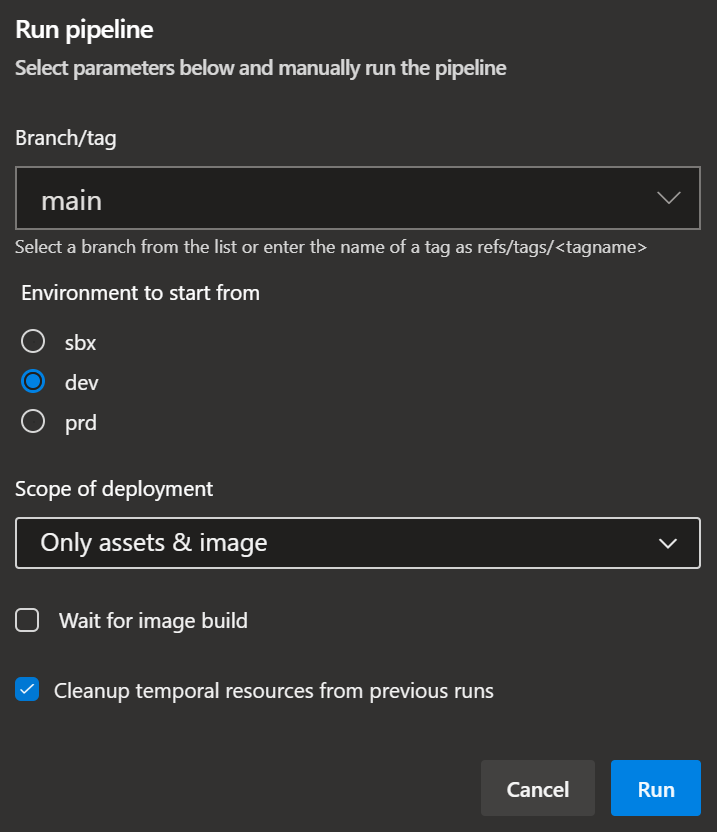 Run pipeline
Select parameters below and manually run the pipeline
Branch/tag
main
Select a branch from the list or enter the name of a tag as refs/tags/<tagname>
Environment to start from
sbx
dev
prd
Scope of deployment
Only assets & image
Wait for image build
Cleanup temporal resources from previous runs
Cancel
Run